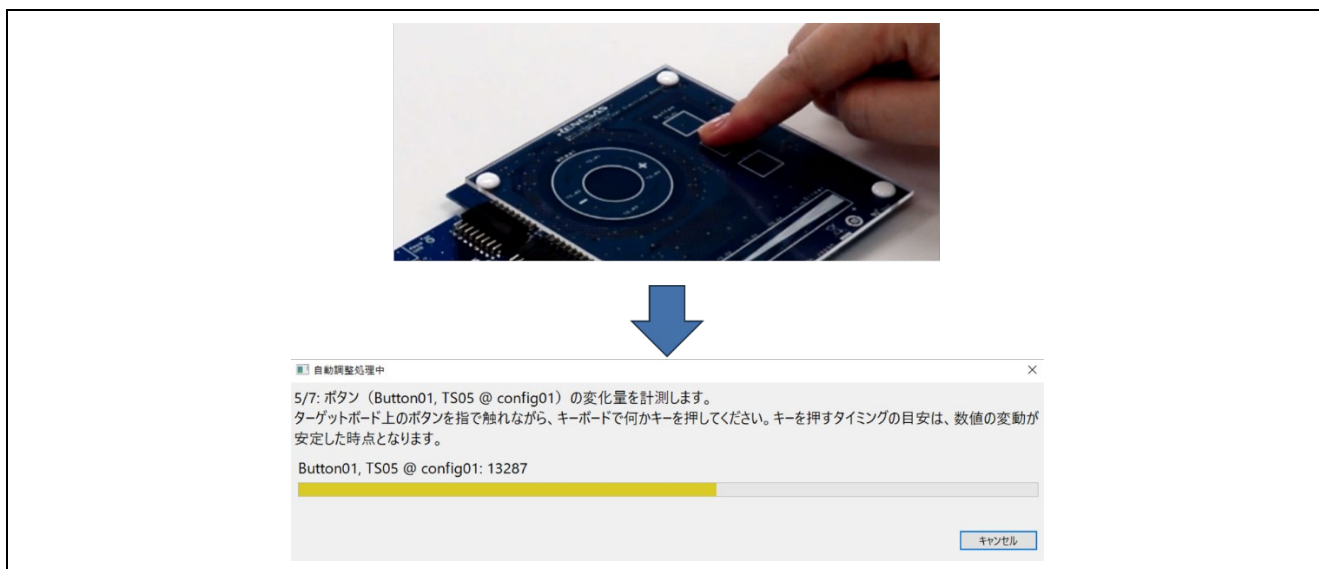 RENESAS
Button
自動調整処理中
5/7: ボタン（Button01, TS05 @ config01）の変化量を計測します。
ターゲットボード上のボタンを指で触れながら、キーボードで何かキーを押してください。キーを押すタイミングの目安は、数値の変動が
安定した時点となります。
Button01, TS05 @ config01: 13287
キャンセル